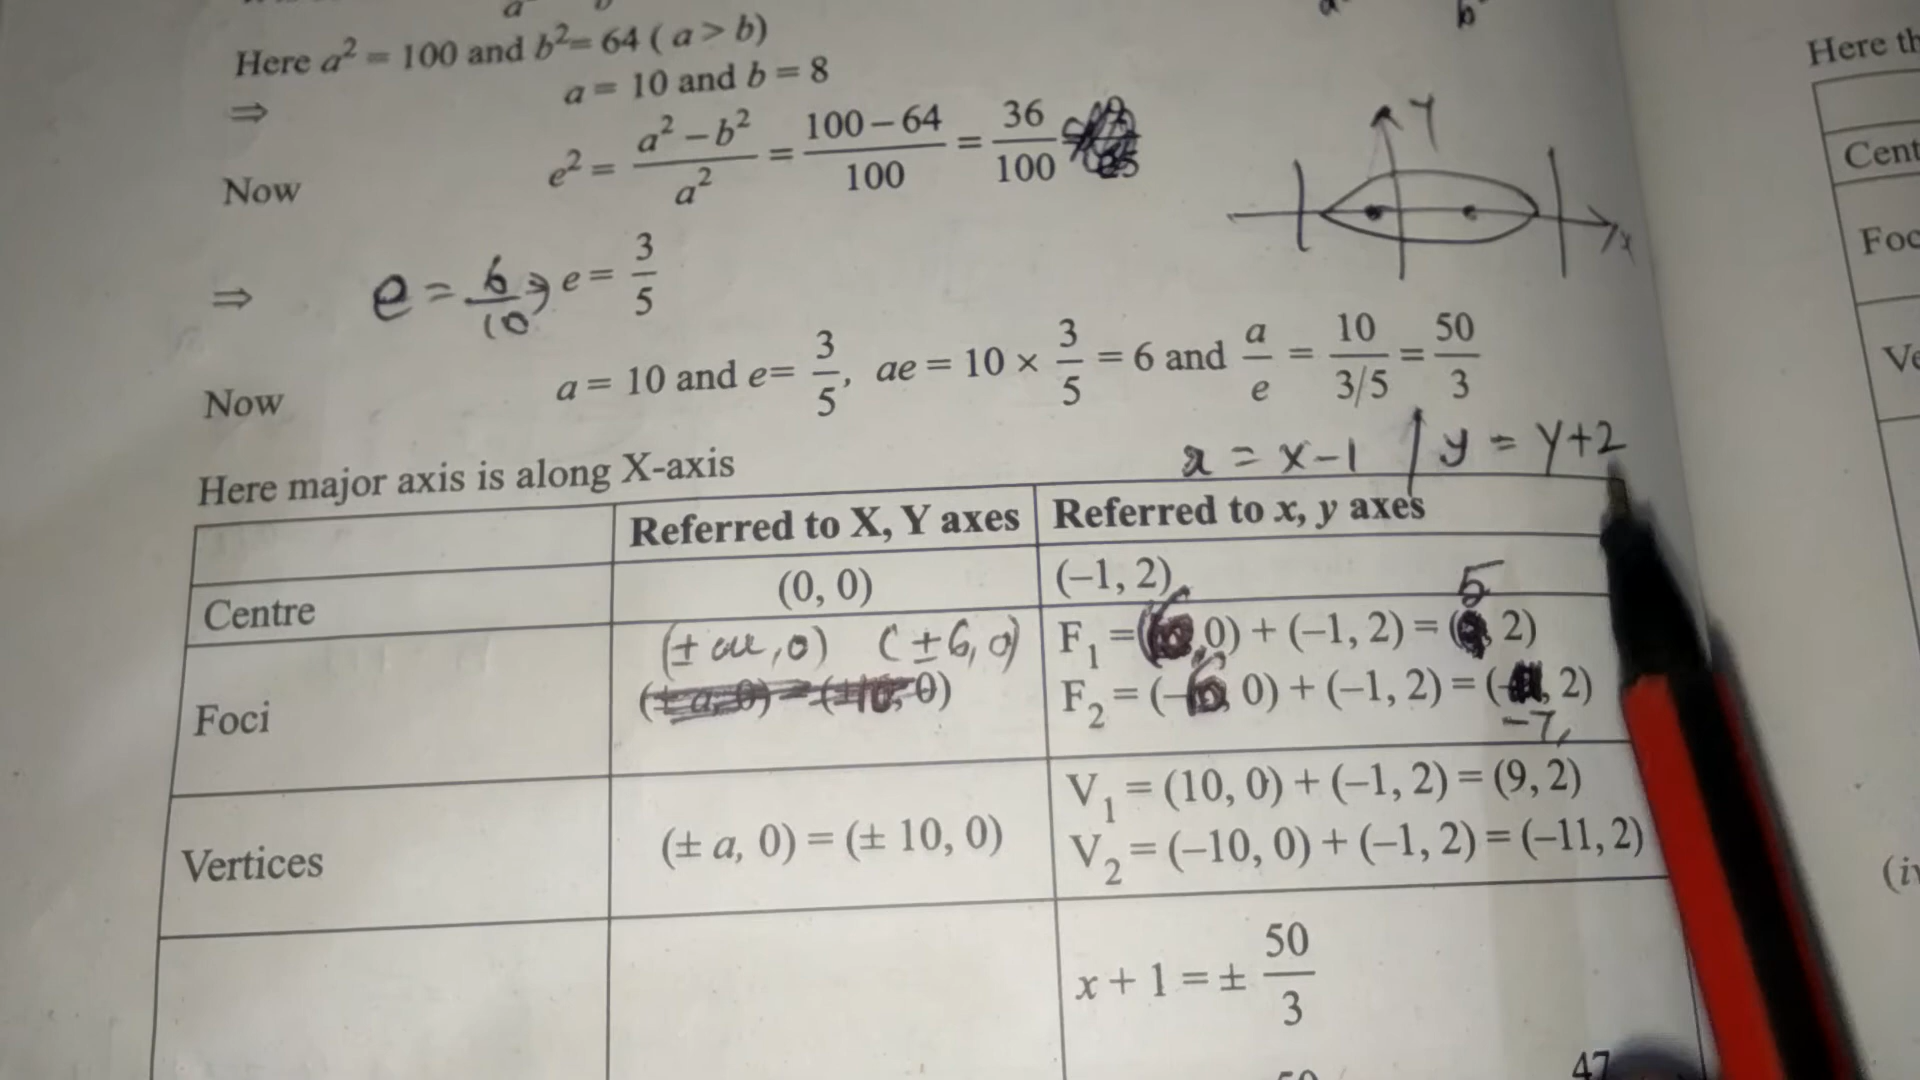 a b
a b
Here a² = 100 and b² = 64 ( a > b)
⇒ a = 10 and b = 8
Now e² = (a² − b²)/a² = (100 − 64)/100 = 36/100
Y
X
⇒ e = 6/10 ⇒ e = 3/5
Now a = 10 and e= 3/5, ae = 10 × 3/5 = 6 and a/e = 10/(3/5) = 50/3
x = X-1 | y = Y+2
Here major axis is along X-axis
Referred to X, Y axes Referred to x, y axes
Centre (0, 0) (−1, 2)
Foci (± ae, 0) (±6, 0)
(± a, 0) = (± 10, 0)
F₁ = (6, 0) + (−1, 2) = (5, 2)
F₂ = (−6, 0) + (−1, 2) = (-7, 2)
Vertices (± a, 0) = (± 10, 0)
V₁ = (10, 0) + (−1, 2) = (9, 2)
V₂ = (−10, 0) + (−1, 2) = (−11, 2)
x + 1 = ± 50/3
50 47
Here th
Cent
Foc
Ve
(iv